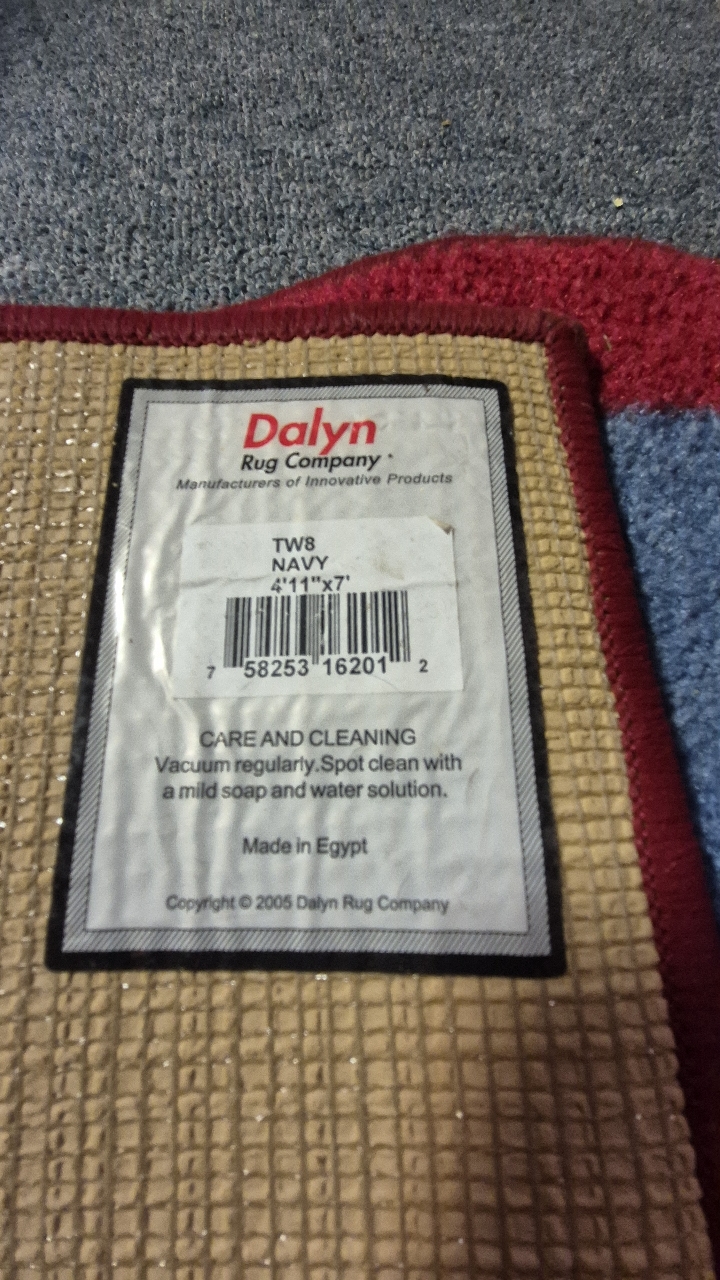 Dalyn
Rug Company
Manufacturers of Innovative Products
TW8
NAVY
4'11"x7'
7 58253 16201 2
CARE AND CLEANING
Vacuum regularly.Spot clean with
a mild soap and water solution.
Made in Egypt
Copyright © 2005 Dalyn Rug Company